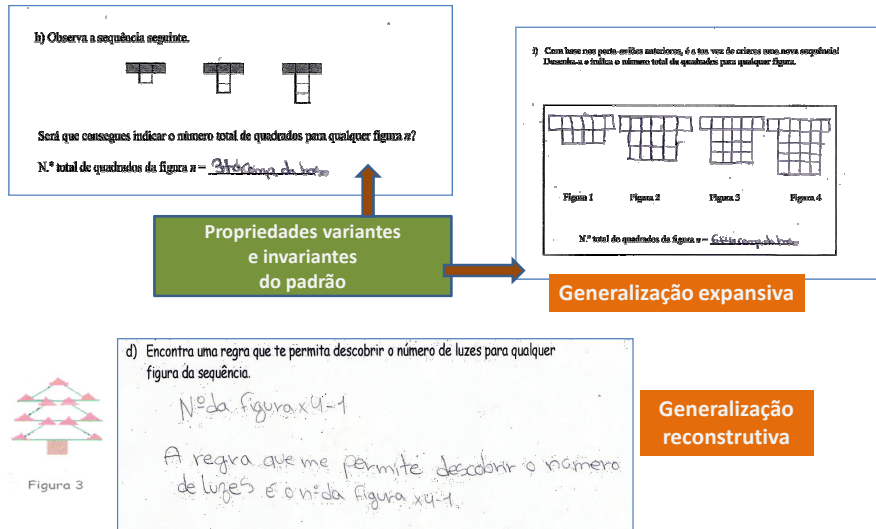 h) Observa a sequência seguinte.
Será que consegues indicar o número total de quadrados para qualquer figura n?
N.º total de quadrados da figura n = da base
Propriedades variantes
e invariantes
do padrão
i) Com base nos anteriores, é a tua vez de criares uma nova sequência!
Desenha-a e indica o número total de quadrados para qualquer figura.
Figura 1 Figura 2 Figura 3 Figura 4
N.º total de quadrados da figura n = da base
Generalização expansiva
d) Encontra uma regra que te permita descobrir o número de luzes para qualquer
figura da sequência.
Nº da figura x 4-1
A regra que me permite descobrir o número
de luzes é o nº da figura x4-1.
Figura 3
Generalização
reconstrutiva